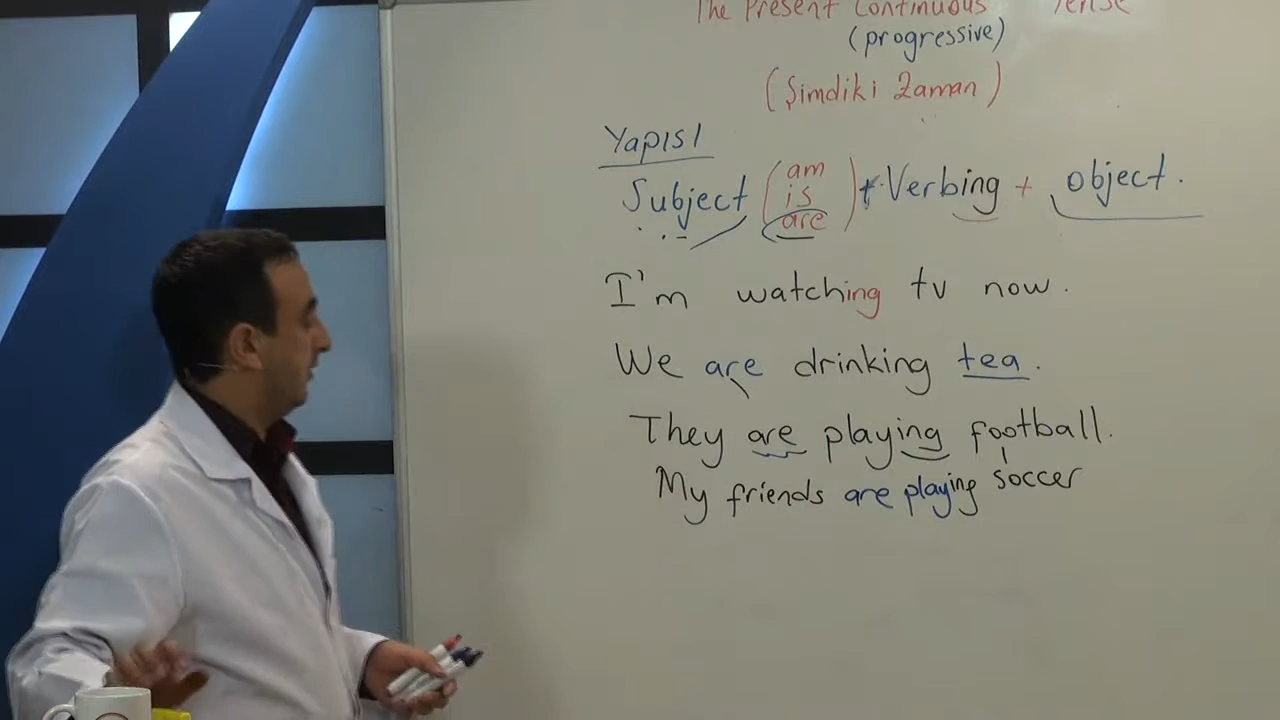 The Present Continuous Tense
(progressive)
(Şimdiki Zaman)
Yapısı
Subject (am is are) + Verbing + object.
I'm watching tv now.
We are drinking tea.
They are playing football.
My friends are playing soccer